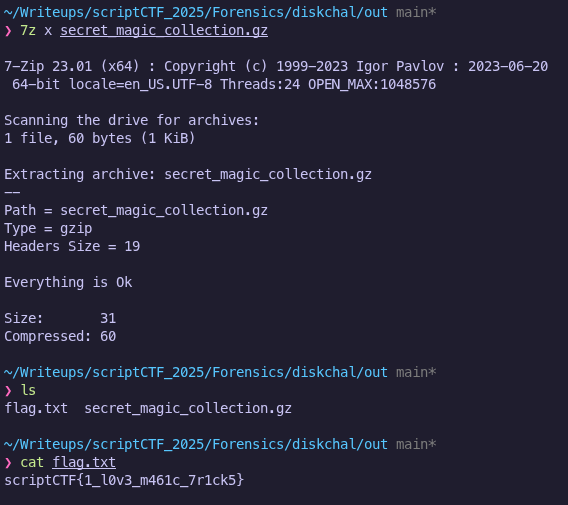 ~/Writeups/scriptCTF_2025/Forensics/diskchal/out main*
❯ 7z x secret_magic_collection.gz
7-Zip 23.01 (x64) : Copyright (c) 1999-2023 Igor Pavlov : 2023-06-20
 64-bit locale=en_US.UTF-8 Threads:24 OPEN_MAX:1048576
Scanning the drive for archives:
1 file, 60 bytes (1 KiB)
Extracting archive: secret_magic_collection.gz
--
Path = secret_magic_collection.gz
Type = gzip
Headers Size = 19
Everything is Ok
Size:       31
Compressed: 60
~/Writeups/scriptCTF_2025/Forensics/diskchal/out main*
❯ ls
flag.txt  secret_magic_collection.gz
~/Writeups/scriptCTF_2025/Forensics/diskchal/out main*
❯ cat flag.txt
scriptCTF{1_l0v3_m461c_7r1ck5}